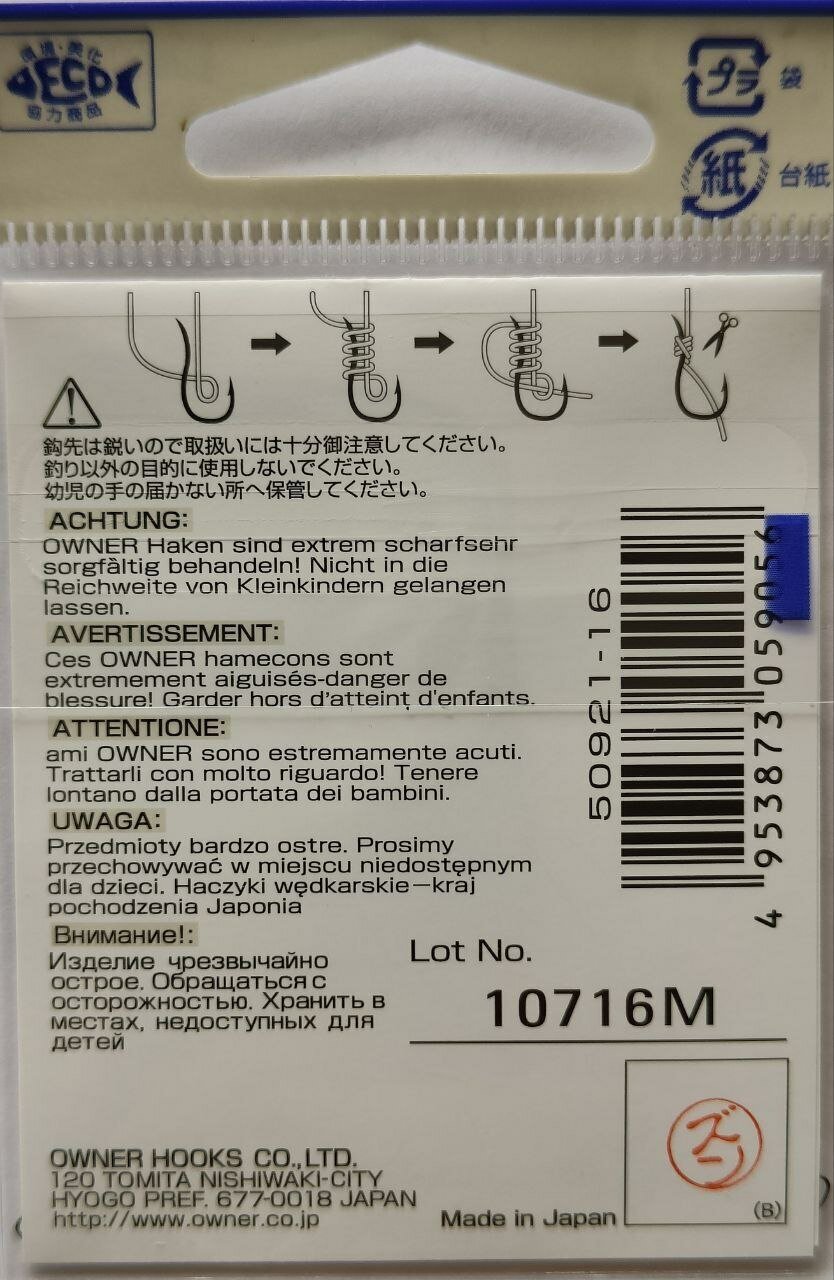 環境・美化
ECO
協力商品
プラ
袋
紙
台紙
鈎先は鋭いので取扱いには十分御注意してください。
釣り以外の目的に使用しないでください。
幼児の手の届かない所へ保管してください。
ACHTUNG:
OWNER Haken sind extrem scharfsehr
sorgfàltig behandeln! Nicht in die
Reichweite von Kleinkindern gelangen
lassen.
AVERTISSEMENT:
Ces OWNER hamecons sont
extremement aiguisés-danger de
blessure! Garder hors d'atteint d'enfants.
ATTENTIONE:
ami OWNER sono estremamente acuti.
Trattarli con molto riguardo! Tenere
lontano dalla portata dei bambini.
UWAGA:
Przedmioty bardzo ostre. Prosimy
przechowywać w miejscu niedostępnym
dla dzieci. Haczyki wędkarskie—kraj
pochodzenia Japonia
Внимание!:
Изделие чрезвычайно
острое. Обращаться с
осторожностью. Хранить в
местах, недоступных для
детей
50921-16
4 953873 059056
Lot No.
10716M
OWNER HOOKS CO.,LTD.
120 TOMITA NISHIWAKI-CITY
HYOGO PREF. 677-0018 JAPAN
http://www.owner.co.jp
Made in Japan
(B)